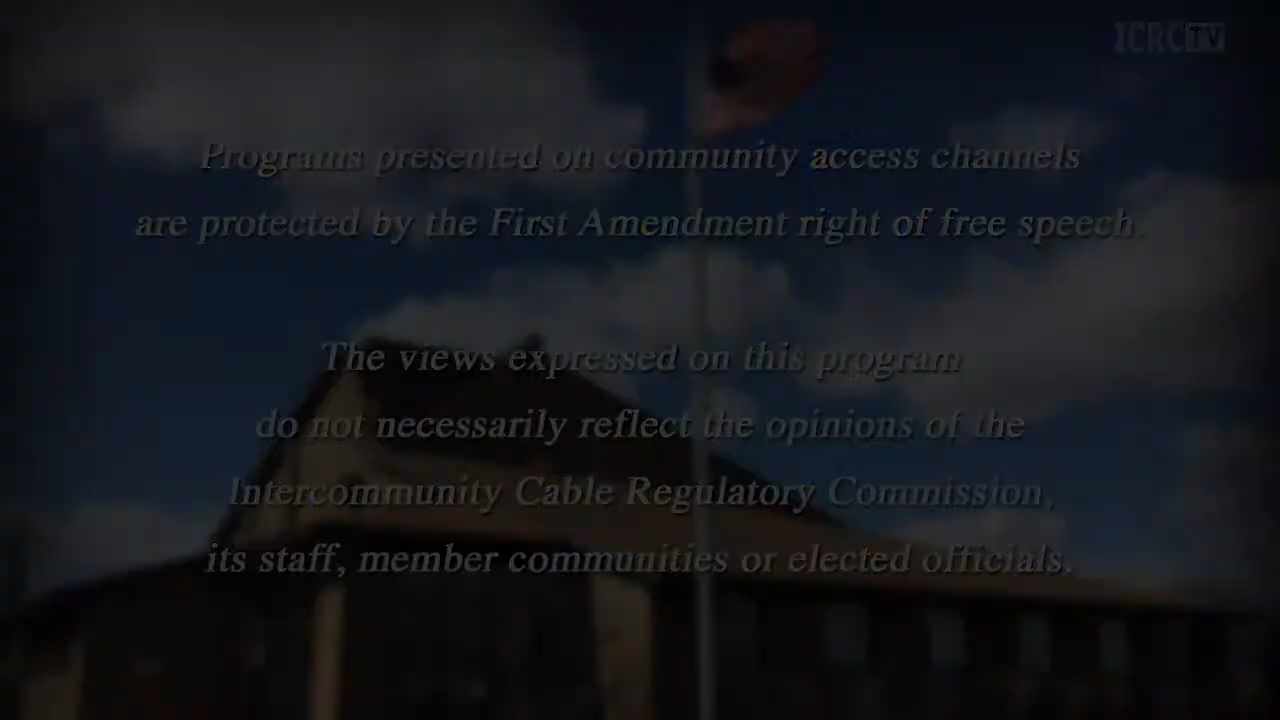 ICRCTV
Programs presented on community access channels
are protected by the First Amendment right of free speech.
The views expressed on this program
do not necessarily reflect the opinions of the
Intercommunity Cable Regulatory Commission,
its staff, member communities or elected officials.